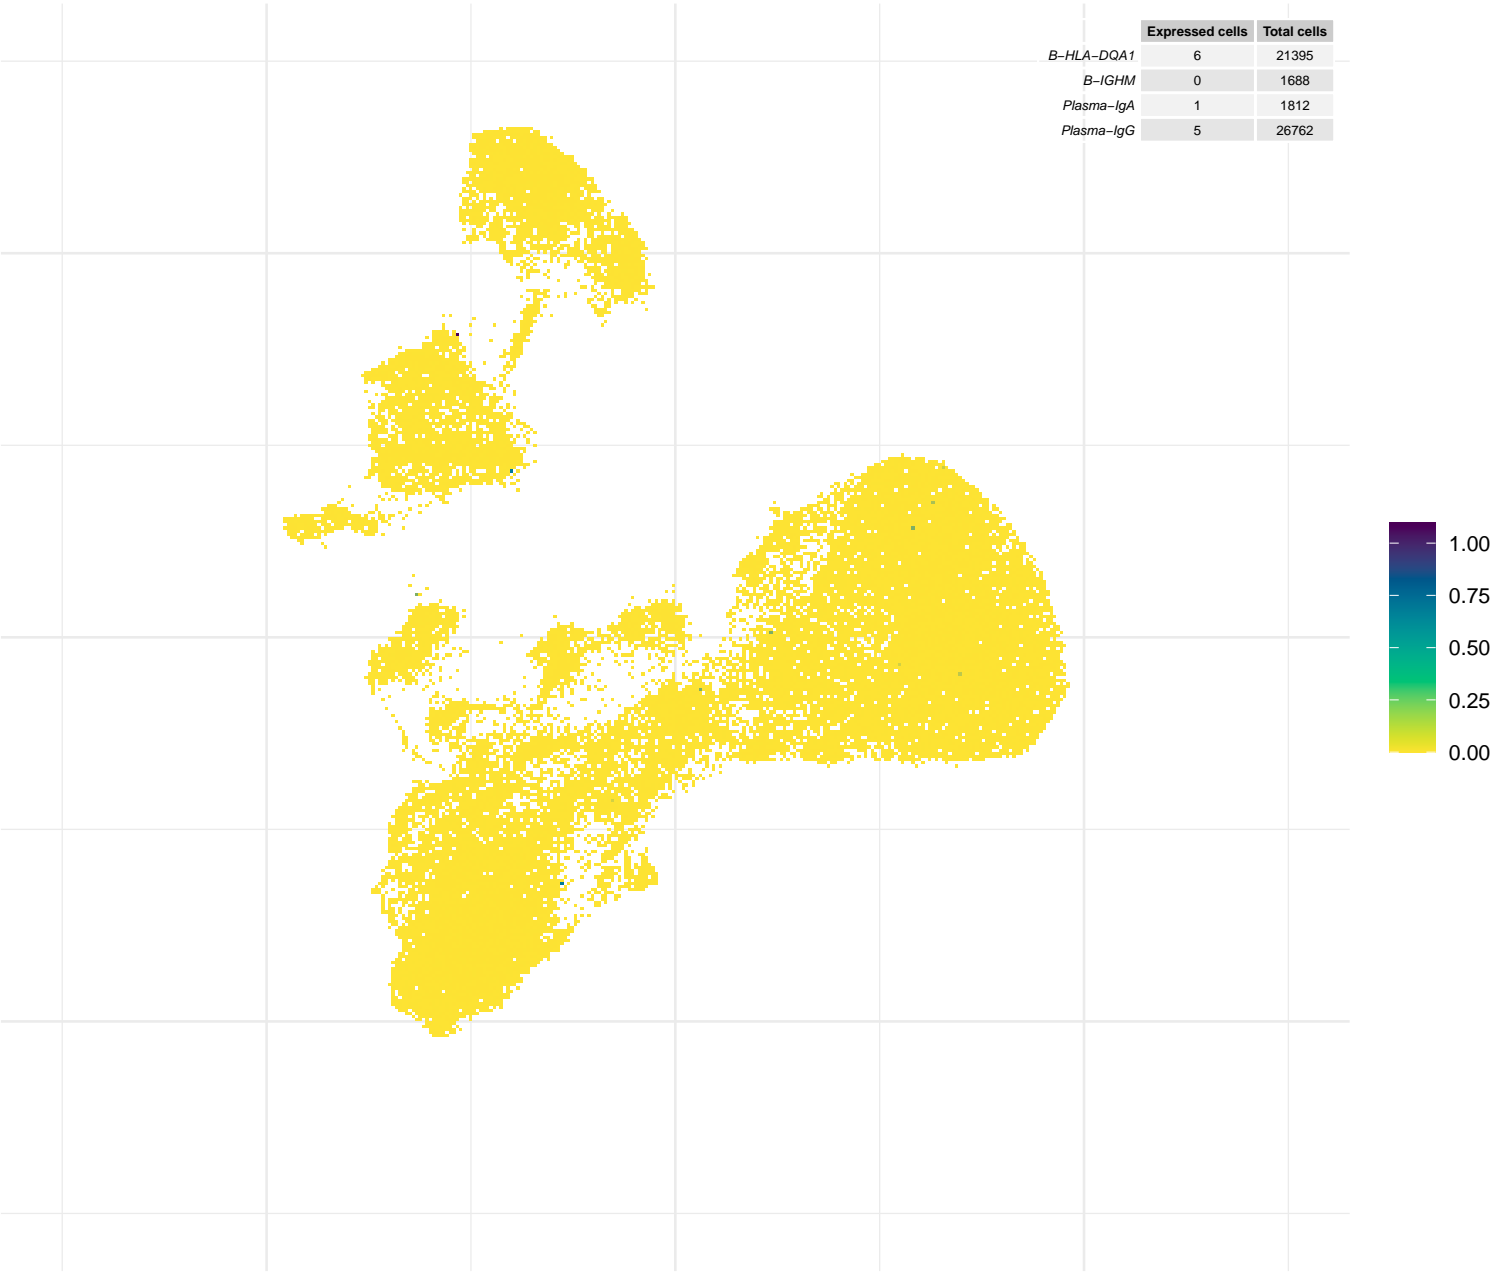 Expressed cells Total cells
B−HLA−DQA1 6 21395
B−IGHM 0 1688
Plasma−IgA 1 1812
Plasma−IgG 5 26762
1.00
0.75
0.50
0.25
0.00